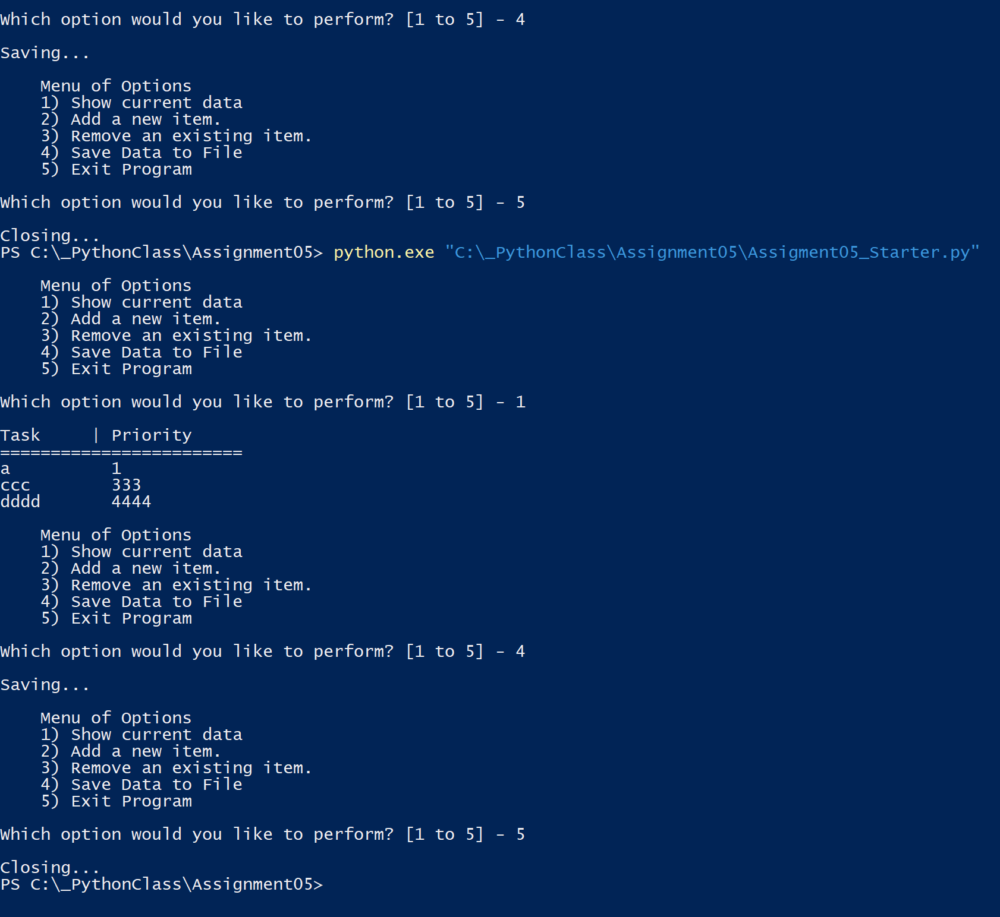 Which option would you like to perform? [1 to 5] - 4
Saving...
Menu of Options
1) Show current data
2) Add a new item.
3) Remove an existing item.
4) Save Data to File
5) Exit Program
Which option would you like to perform? [1 to 5] - 5
Closing...
PS C:\_PythonClass\Assignment05> python.exe "C:\_PythonClass\Assignment05\Assigment05_Starter.py"
Menu of Options
1) Show current data
2) Add a new item.
3) Remove an existing item.
4) Save Data to File
5) Exit Program
Which option would you like to perform? [1 to 5] - 1
Task     | Priority
========================
a          1
ccc        333
dddd       4444
Menu of Options
1) Show current data
2) Add a new item.
3) Remove an existing item.
4) Save Data to File
5) Exit Program
Which option would you like to perform? [1 to 5] - 4
Saving...
Menu of Options
1) Show current data
2) Add a new item.
3) Remove an existing item.
4) Save Data to File
5) Exit Program
Which option would you like to perform? [1 to 5] - 5
Closing...
PS C:\_PythonClass\Assignment05>